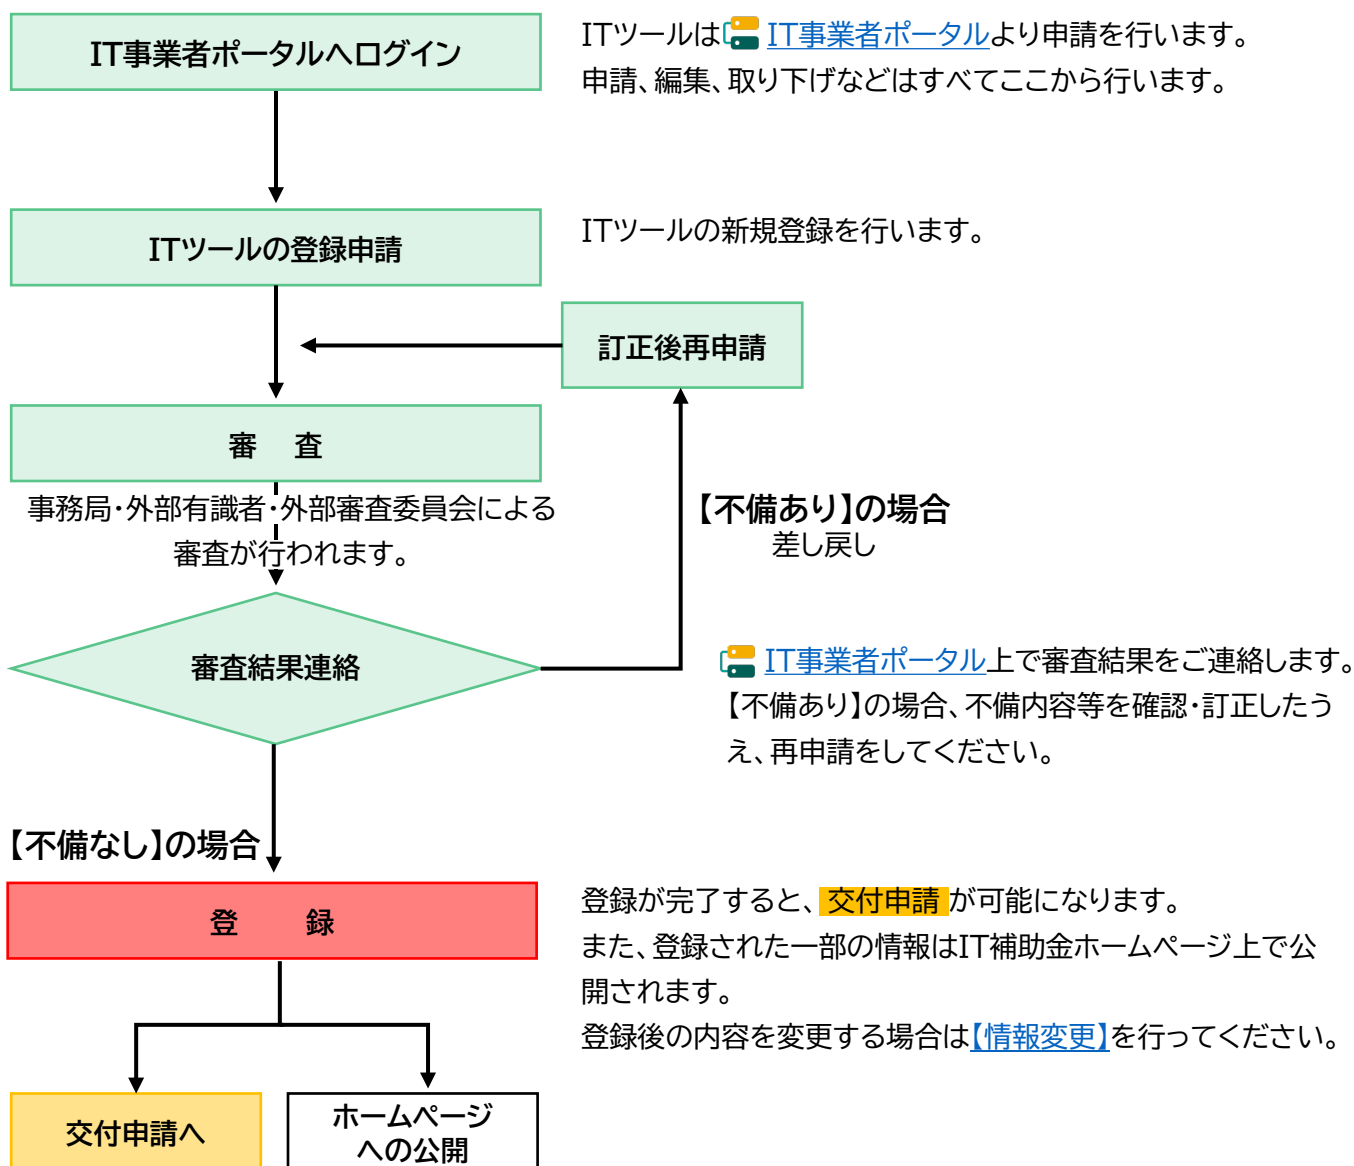 IT事業者ポータルへログイン
ITツールは IT事業者ポータルより申請を行います。
申請、編集、取り下げなどはすべてここから行います。
ITツールの登録申請
ITツールの新規登録を行います。
訂正後再申請
審 査
事務局・外部有識者・外部審査委員会による
審査が行われます。
【不備あり】の場合
差し戻し
審査結果連絡
IT事業者ポータル上で審査結果をご連絡します。
【不備あり】の場合、不備内容等を確認・訂正したう
え、再申請をしてください。
【不備なし】の場合
登 録
登録が完了すると、 交付申請 が可能になります。
また、登録された一部の情報はIT補助金ホームページ上で公
開されます。
登録後の内容を変更する場合は【情報変更】を行ってください。
交付申請へ
ホームページ
への公開